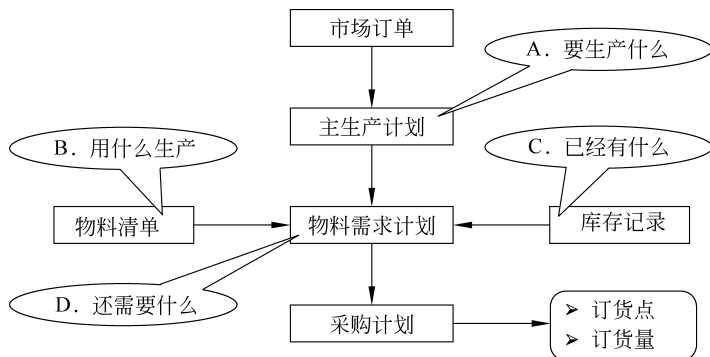 市场订单
A．要生产什么
主生产计划
B．用什么生产
C．已经有什么
物料清单
物料需求计划
库存记录
D．还需要什么
采购计划
➢ 订货点
➢ 订货量